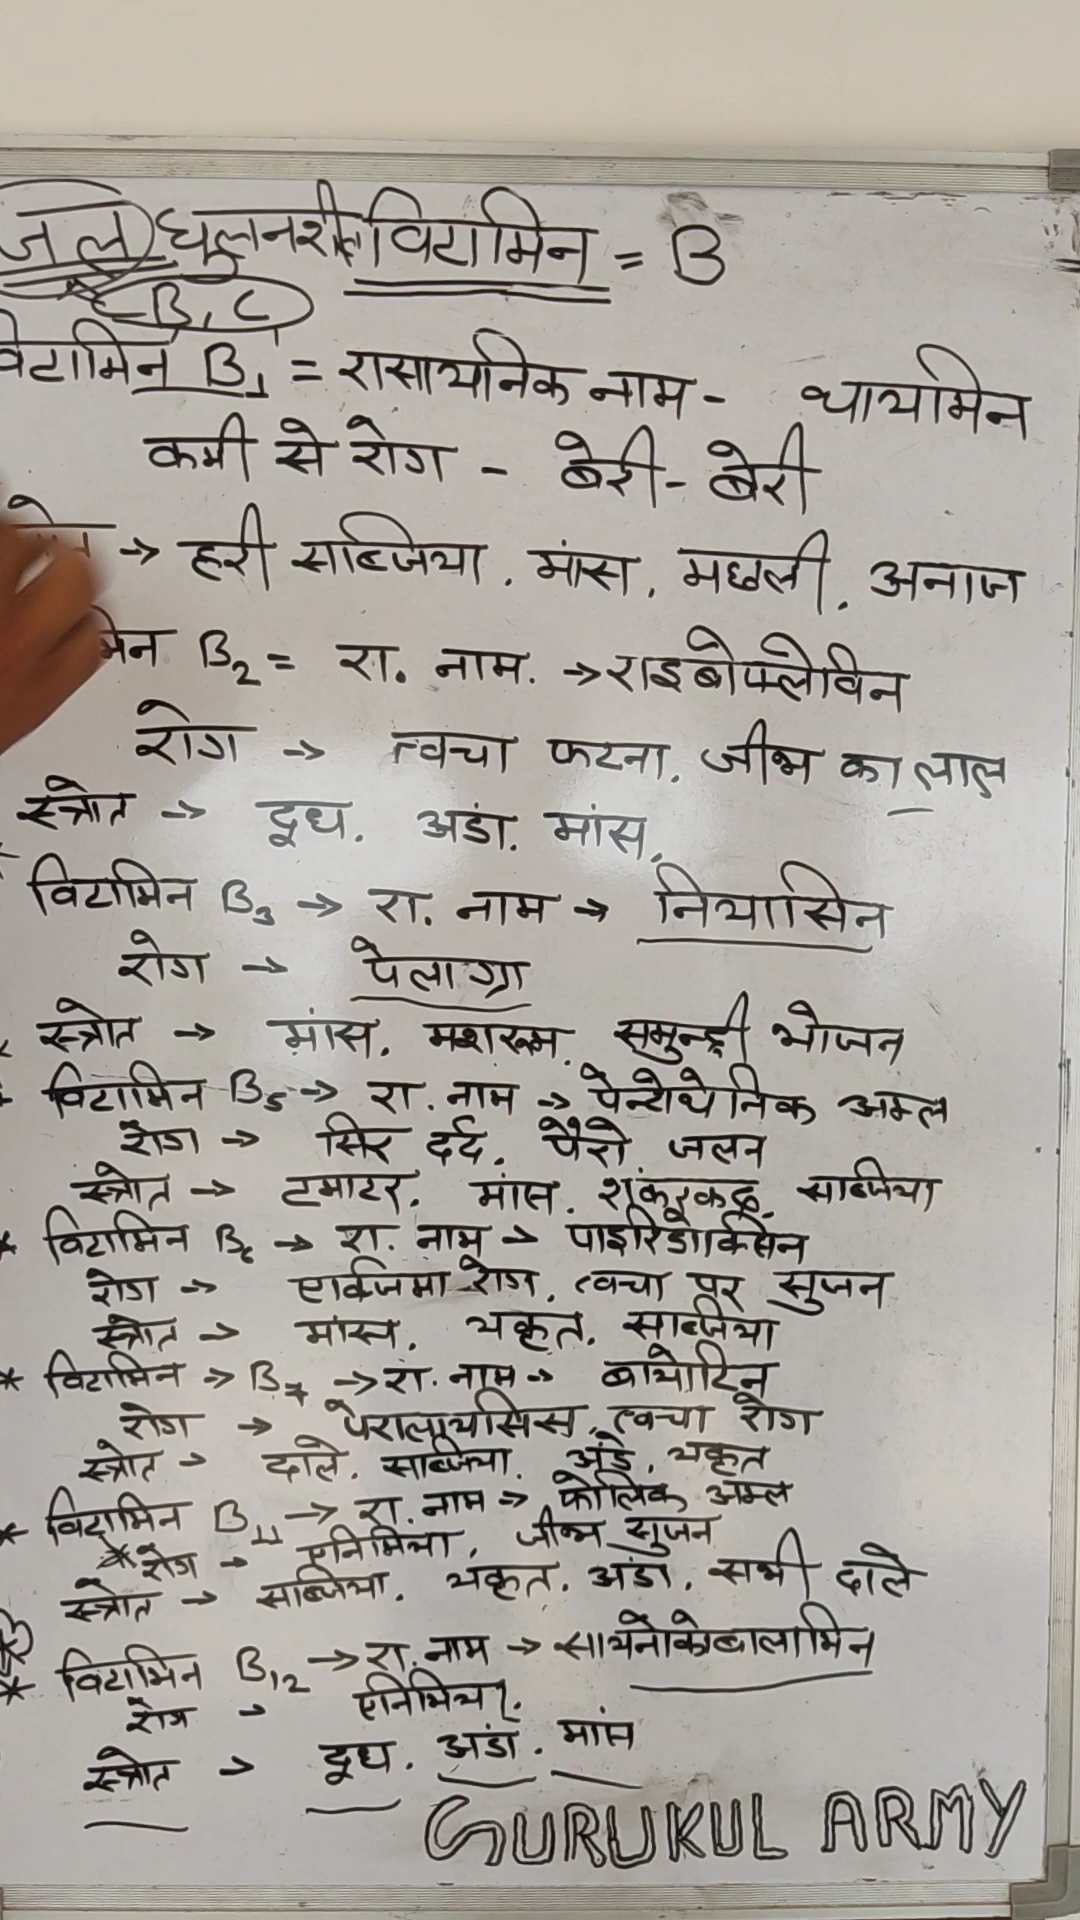 जल घुलनशील विटामिन = B
B, C
विटामिन B1 = रासायनिक नाम - थायमिन
कमी से रोग - बेरी-बेरी
→ हरी सब्जिया. मांस. मछली. अनाज
मिन B2 = रा. नाम. → राइबोफ्लेविन
रोग → त्वचा फटना. जीभ का लाल
स्त्रोत → दूध. अंडा. मांस.
विटामिन B3 → रा. नाम → नियासिन
रोग → पेलाग्रा
* स्त्रोत → मांस. मशरूम. समुन्द्री भोजन
* विटामिन B5 → रा. नाम → पेन्टोथेनिक अम्ल
रोग → सिर दर्द. पैरो जलन
स्त्रोत → टमाटर. मांस. शंकरकद्ध. सब्जिया
* विटामिन B6 → रा. नाम → पाइरिडोक्सिन
रोग → एक्जिमा रोग. त्वचा पर सुजन
स्त्रोत → मांस. यकृत. सब्जिया
* विटामिन → B7 → रा. नाम → बायोटिन
रोग → पेरालायसिस. त्वचा रोग
स्त्रोत → दाले. सब्जिया. अंडे. यकृत
* विटामिन B11 → रा. नाम → फोलिक अम्ल
* रोग → एनिमिया. जीभ सुजन
स्त्रोत → सब्जिया. यकृत. अंडा. सभी दाले
* विटामिन B12 → रा. नाम → सायनोकोबालामिन
रोग → एनिमिया.
स्त्रोत → दूध. अंडा. मांस
GURUKUL ARMY